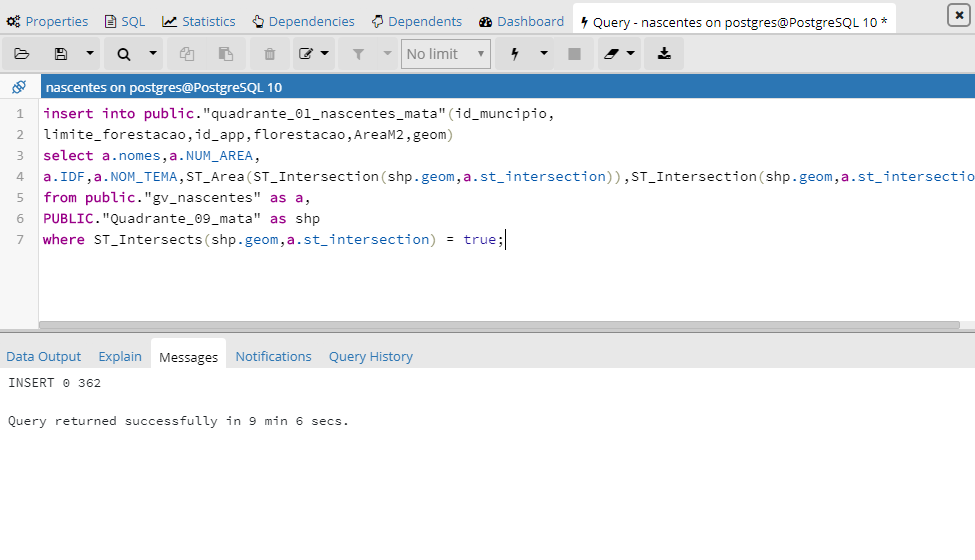 Properties SQL Statistics Dependencies Dependents Dashboard Query - nascentes on postgres@PostgreSQL 10 *
No limit
nascentes on postgres@PostgreSQL 10
1 insert into public."quadrante_01_nascentes_mata"(id_muncipio,
2 limite_forestacao,id_app,florestacao,AreaM2,geom)
3 select a.nomes,a.NUM_AREA,
4 a.IDF,a.NOM_TEMA,ST_Area(ST_Intersection(shp.geom,a.st_intersection)),ST_Intersection(shp.geom,a.st_intersectio
5 from public."gv_nascentes" as a,
6 PUBLIC."Quadrante_09_mata" as shp
7 where ST_Intersects(shp.geom,a.st_intersection) = true;
Data Output Explain Messages Notifications Query History
INSERT 0 362
Query returned successfully in 9 min 6 secs.